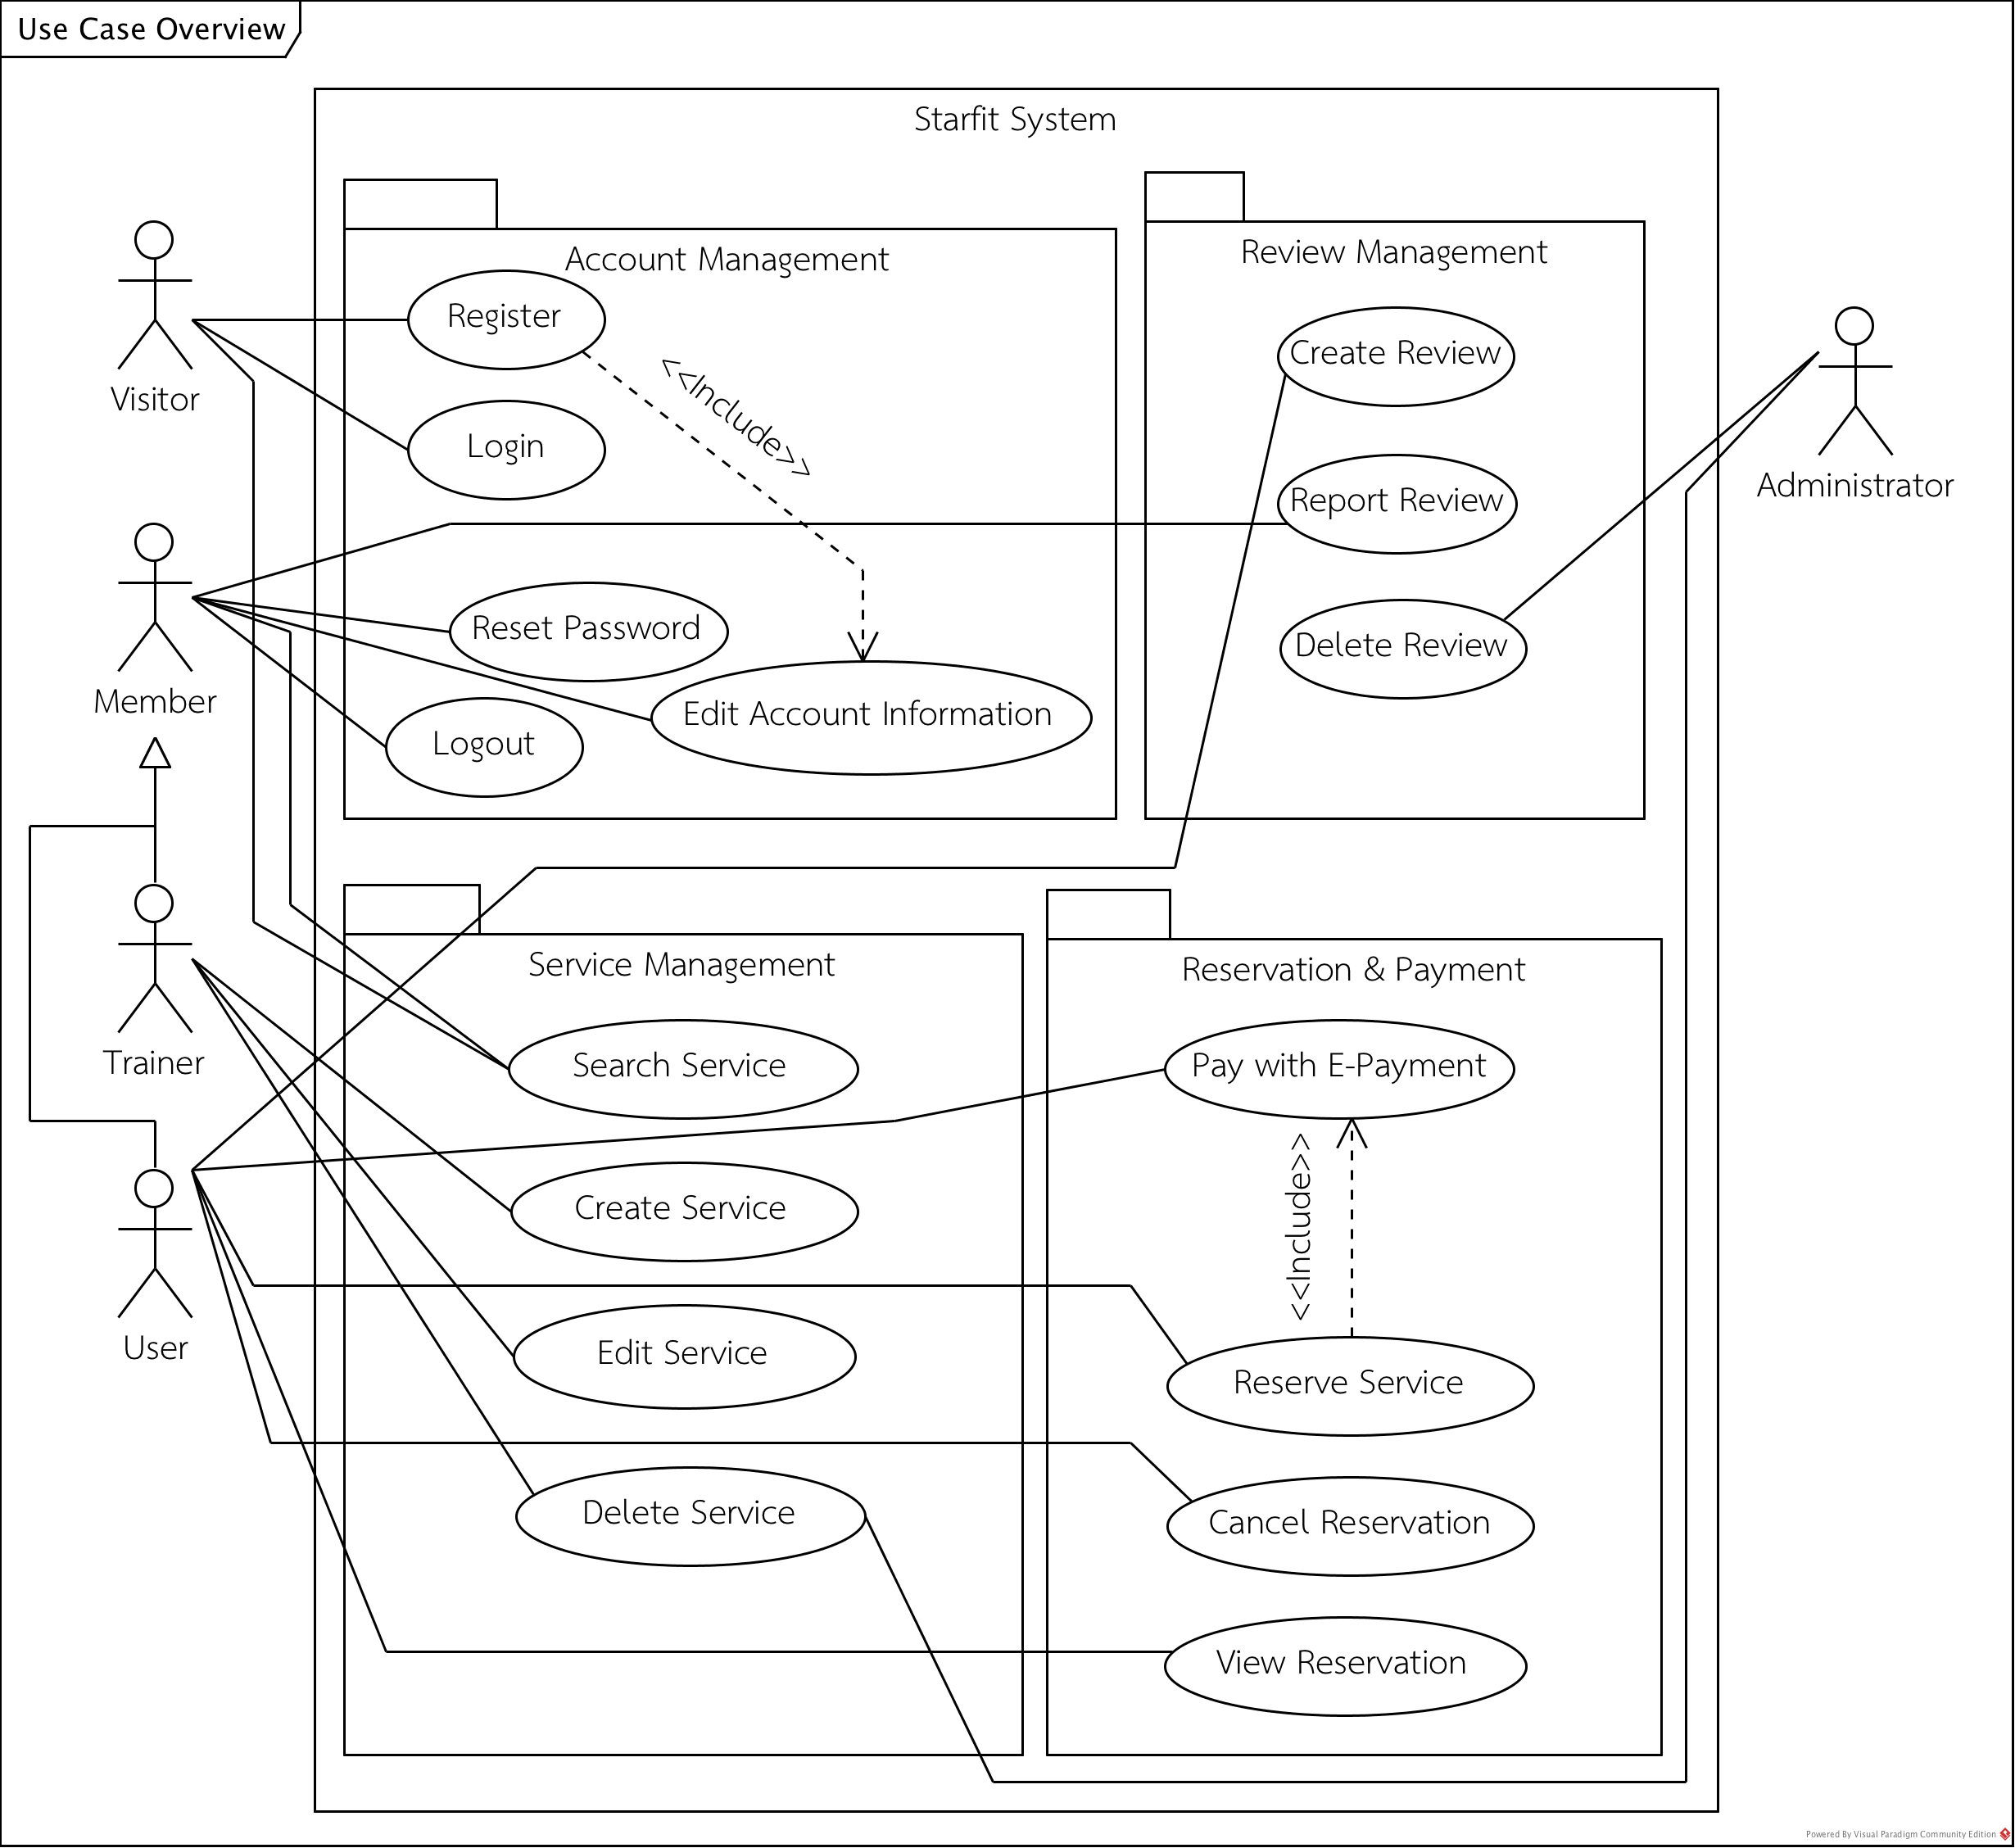 Use Case Overview
Starfit System
Account Management
Review Management
Register
<<Include>>
Create Review
Visitor
Login
Report Review
Administrator
Reset Password
Delete Review
Member
Edit Account Information
Logout
Service Management
Reservation & Payment
Trainer
Search Service
Pay with E-Payment
Create Service
<<Include>>
User
Edit Service
Reserve Service
Delete Service
Cancel Reservation
View Reservation
Powered By Visual Paradigm Community Edition